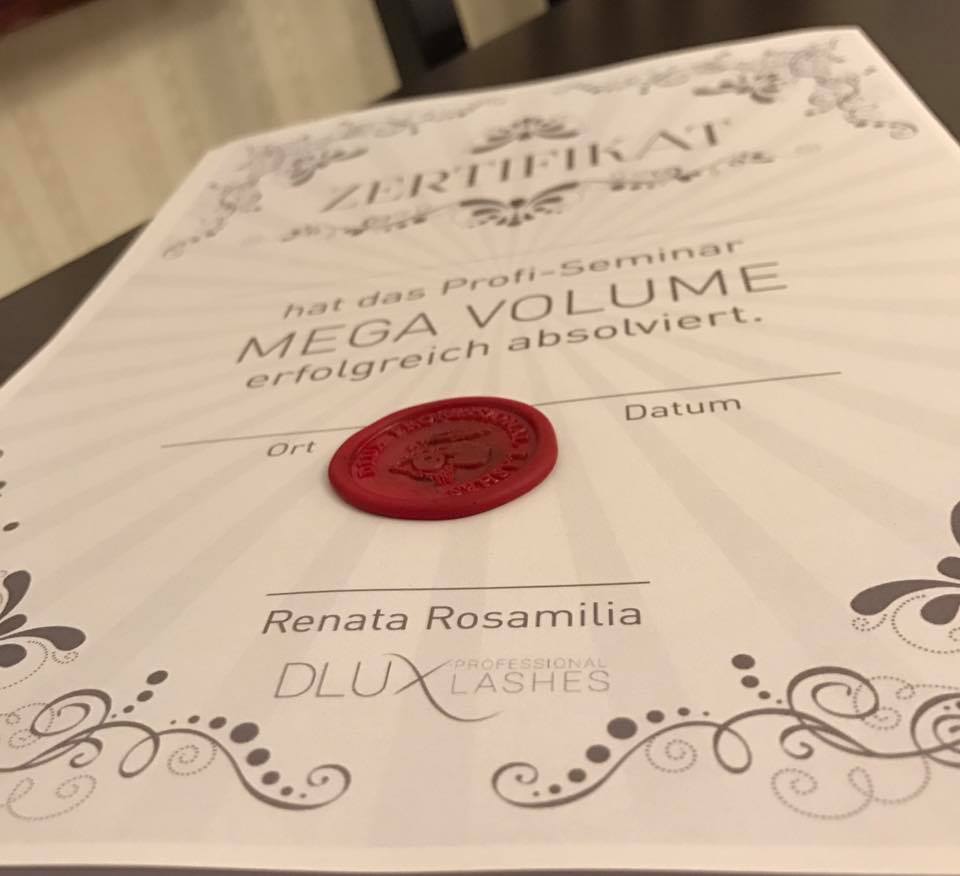 ZERTIFIKAT
hat das Profi-Seminar
MEGA VOLUME
erfolgreich absolviert.
Ort
Datum
Renata Rosamilia
DLUX PROFESSIONAL
LASHES